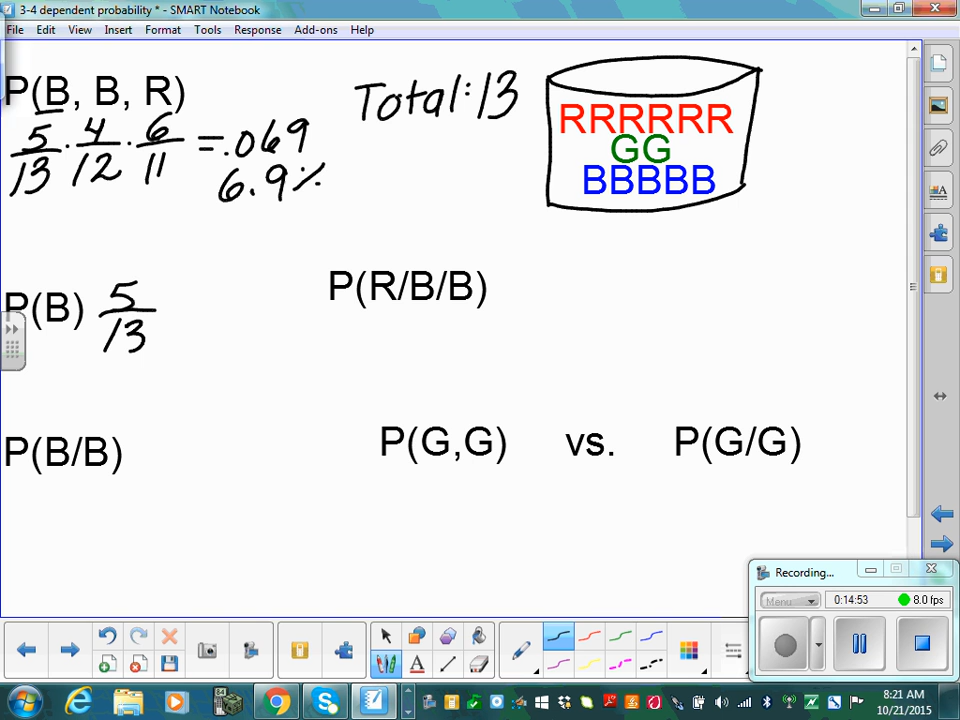 3-4 dependent probability * - SMART Notebook
File Edit View Insert Format Tools Response Add-ons Help
P(B, B, R)
5/13 · 4/12 · 6/11 = .069
6.9%
Total: 13
RRRRRR
GG
BBBBB
P(B) 5/13
P(R/B/B)
P(B/B)
P(G,G) vs. P(G/G)
Recording...
Menu 0:14:53 8.0 fps
8:21 AM
10/21/2015